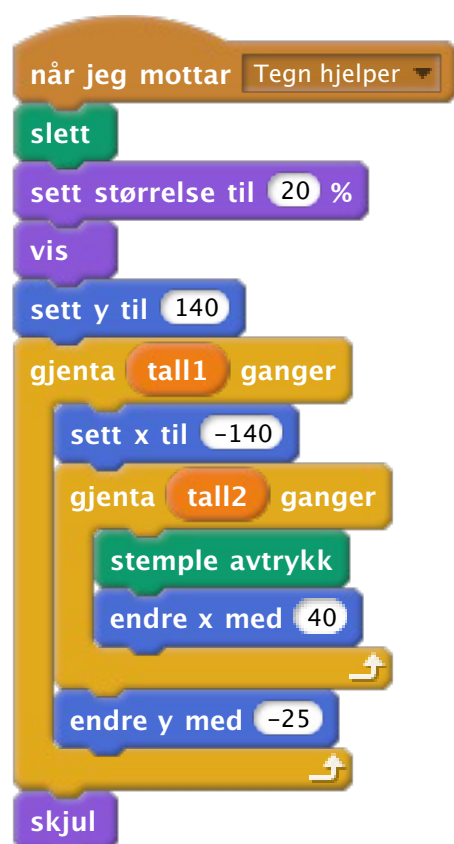 når jeg mottar Tegn hjelper
slett
sett størrelse til 20 %
vis
sett y til 140
gjenta tall1 ganger
sett x til -140
gjenta tall2 ganger
stemple avtrykk
endre x med 40
endre y med -25
skjul